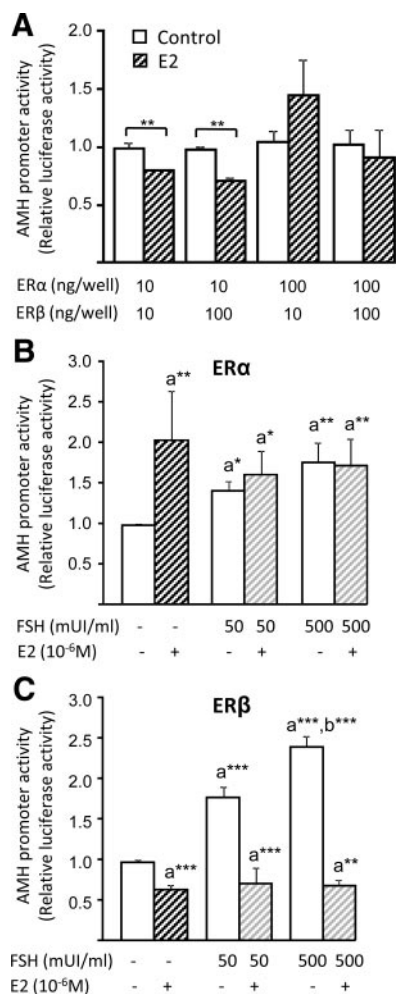 A
Control
E2
AMH promoter activity
(Relative luciferase activity)
2.0
1.5
1.0
0.5
** **
ERα (ng/well) 10 10 100 100
ERβ (ng/well) 10 100 10 100
B
ERα
AMH promoter activity
(Relative luciferase activity)
3.0
2.5
2.0
1.5
1.0
0.5
a** a* a* a** a**
FSH (mUI/ml) - - 50 50 500 500
E2 (10⁻⁶M) - + - + - +
C
ERβ
AMH promoter activity
(Relative luciferase activity)
3.0
2.5
2.0
1.5
1.0
0.5
a*** a*** a*** a***,b*** a**
FSH (mUI/ml) - - 50 50 500 500
E2 (10⁻⁶M) - + - + - +